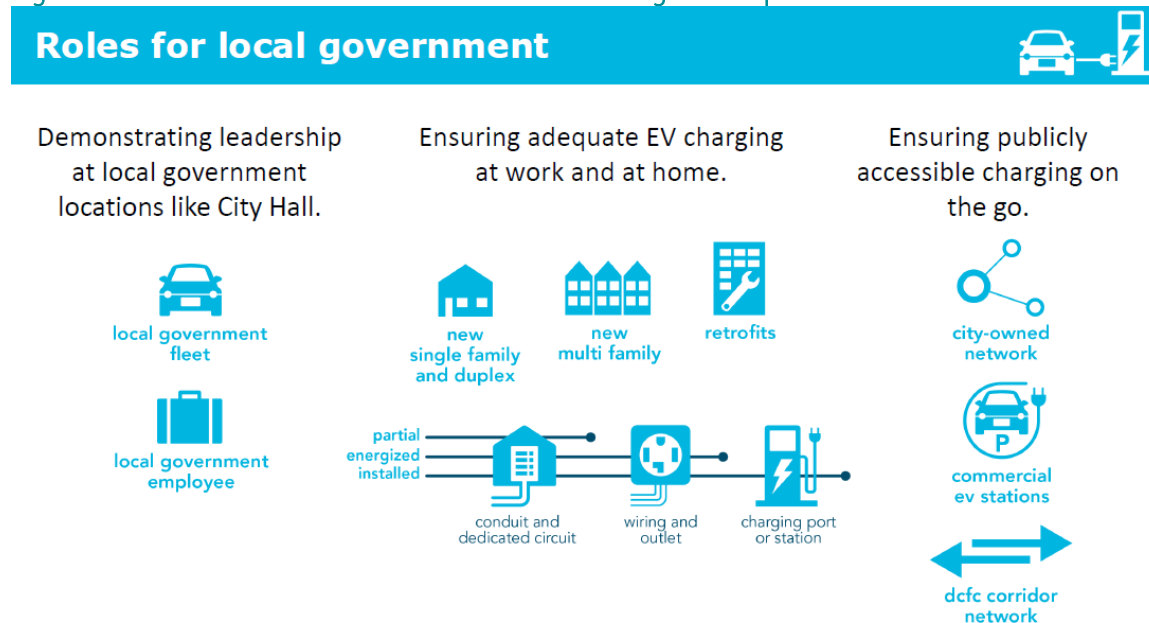 Roles for local government
Demonstrating leadership
at local government
locations like City Hall.
local government
fleet
local government
employee
Ensuring adequate EV charging
at work and at home.
new
single family
and duplex
new
multi family
retrofits
partial
energized
installed
conduit and
dedicated circuit
wiring and
outlet
charging port
or station
Ensuring publicly
accessible charging on
the go.
city-owned
network
P
commercial
ev stations
dcfc corridor
network